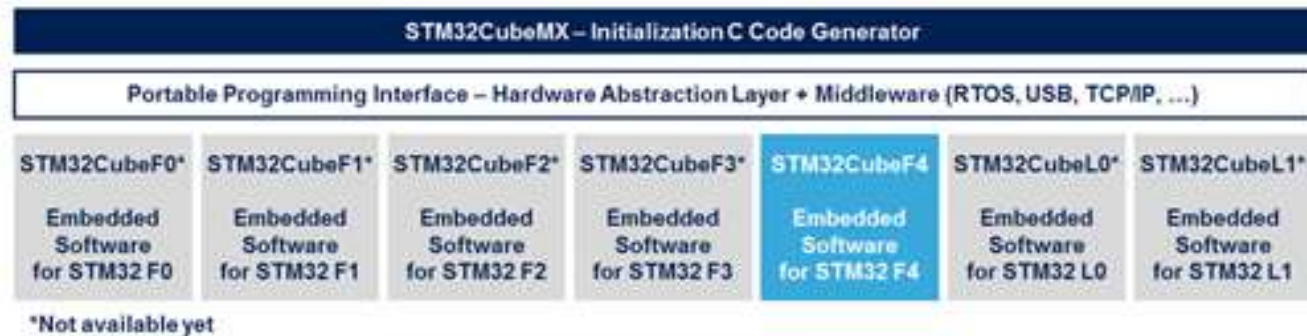 STM32CubeMX – Initialization C Code Generator
Portable Programming Interface – Hardware Abstraction Layer + Middleware (RTOS, USB, TCP/IP, ...)
STM32CubeF0*
Embedded
Software
for STM32 F0
STM32CubeF1*
Embedded
Software
for STM32 F1
STM32CubeF2*
Embedded
Software
for STM32 F2
STM32CubeF3*
Embedded
Software
for STM32 F3
STM32CubeF4
Embedded
Software
for STM32 F4
STM32CubeL0*
Embedded
Software
for STM32 L0
STM32CubeL1*
Embedded
Software
for STM32 L1
*Not available yet